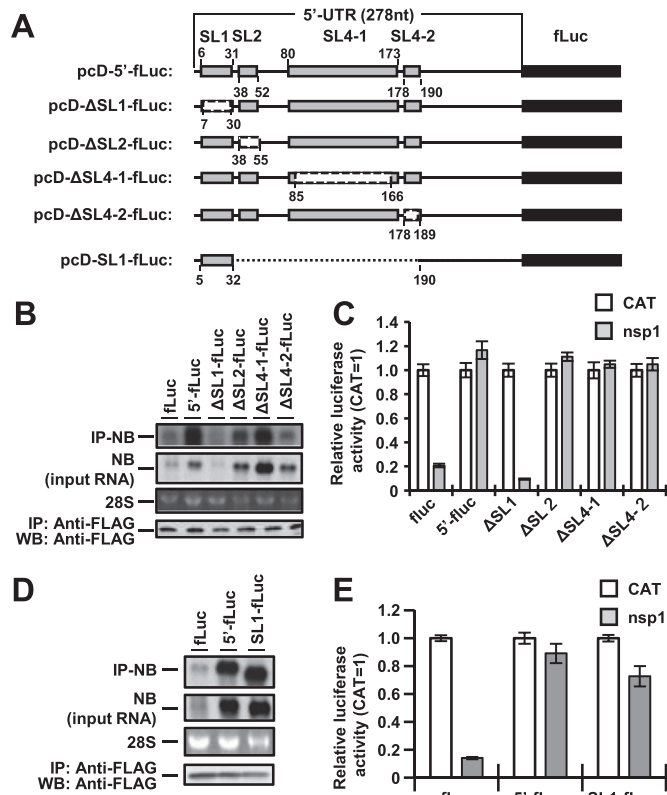 A
5’-UTR (278nt)
SL1 SL2 SL4-1 SL4-2 fLuc
6 31 80 173
pcD-5’-fLuc:
38 52 178 190
pcD-ΔSL1-fLuc:
7 30
pcD-ΔSL2-fLuc:
38 55
pcD-ΔSL4-1-fLuc:
85 166
pcD-ΔSL4-2-fLuc:
178 189
pcD-SL1-fLuc:
5 32 190
B
fLuc
5’-fLuc
ΔSL1-fLuc
ΔSL2-fLuc
ΔSL4-1-fLuc
ΔSL4-2-fLuc
IP-NB
NB
(input RNA)
28S
IP: Anti-FLAG
WB: Anti-FLAG
C
CAT
nsp1
Relative luciferase
activity (CAT=1)
1.4
1.2
1.0
0.8
0.6
0.4
0.2
0
fluc
5’-fluc
ΔSL1
ΔSL 2
ΔSL4-1
ΔSL4- 2
D
fLuc
5’-fLuc
SL1-fLuc
IP-NB
NB
(input RNA)
28S
IP: Anti-FLAG
WB: Anti-FLAG
E
CAT
nsp1
Relative luciferase
activity (CAT=1)
1.2
1.0
0.8
0.6
0.4
0.2
0